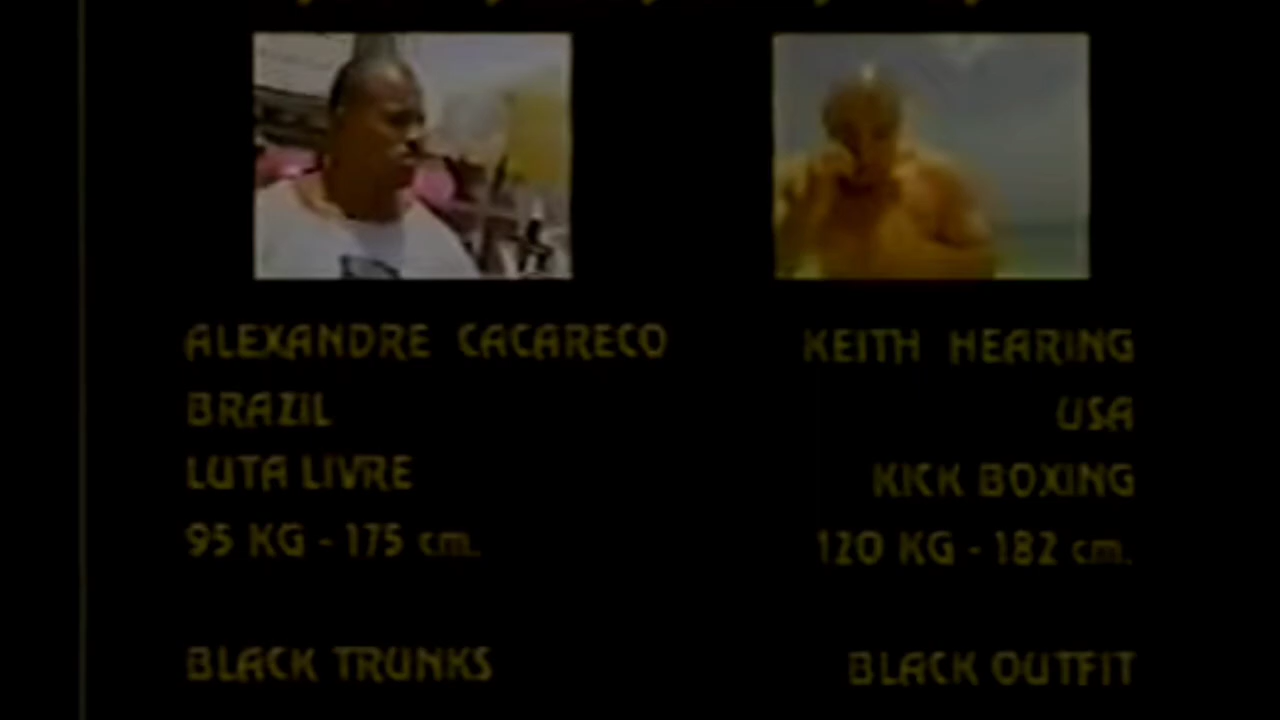 ALEXANDRE CACARECO
BRAZIL
LUTA LIVRE
95 KG - 175 cm.
BLACK TRUNKS
KEITH HEARING
USA
KICK BOXING
120 KG - 182 cm.
BLACK OUTFIT